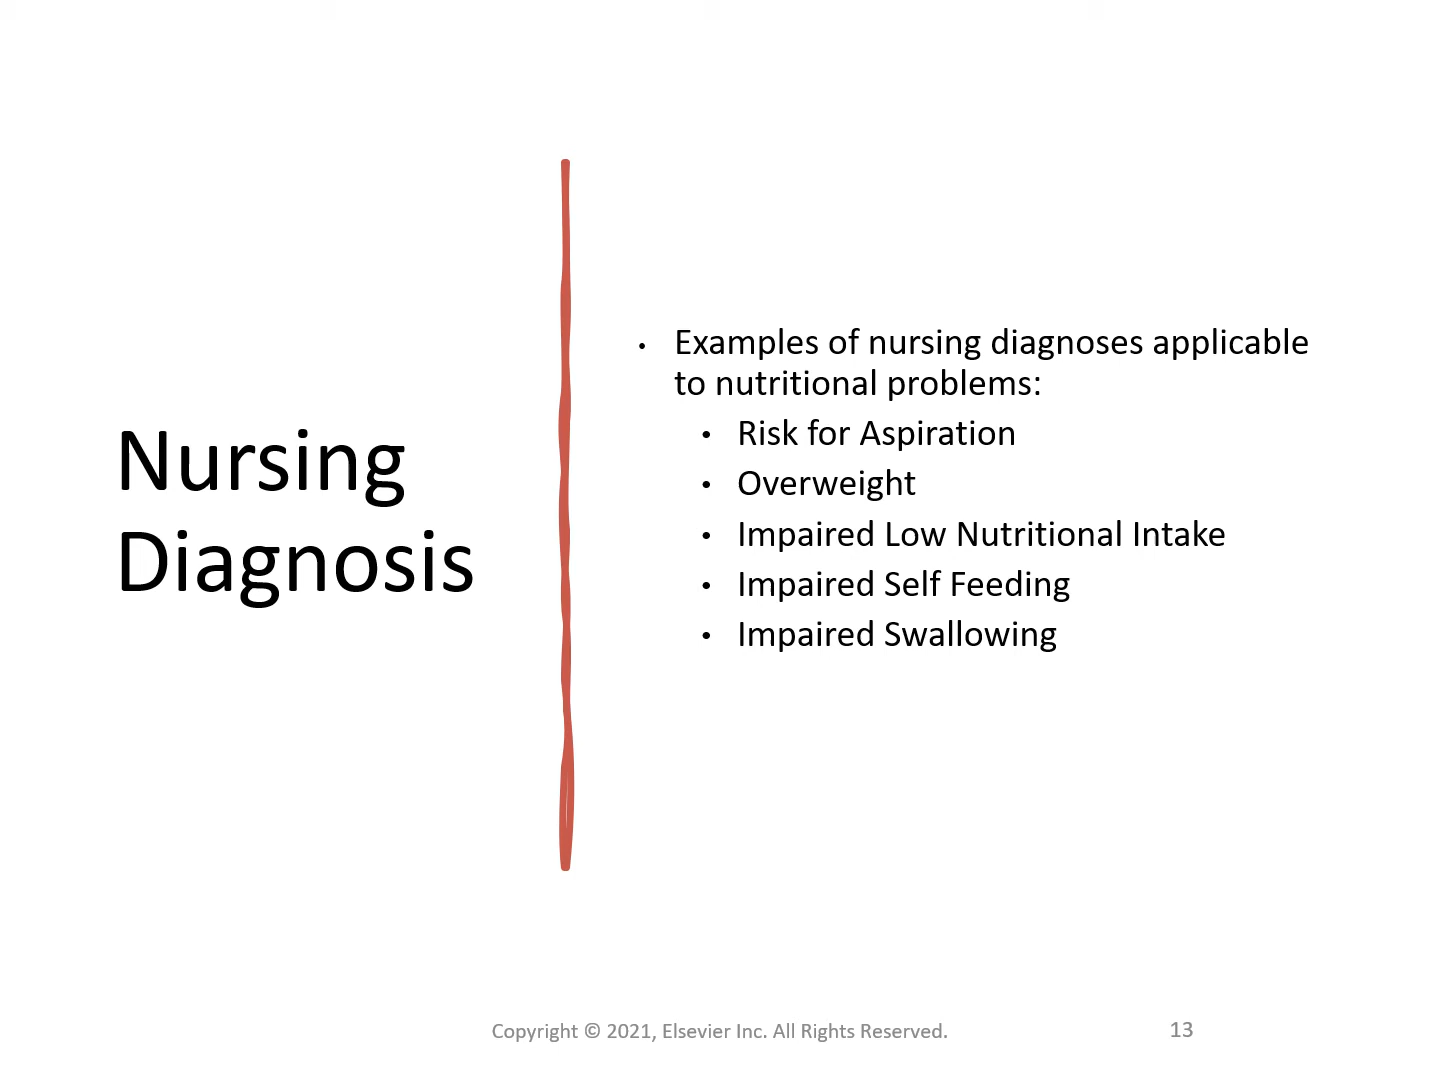 Nursing
Diagnosis
• Examples of nursing diagnoses applicable
to nutritional problems:
• Risk for Aspiration
• Overweight
• Impaired Low Nutritional Intake
• Impaired Self Feeding
• Impaired Swallowing
Copyright © 2021, Elsevier Inc. All Rights Reserved.
13